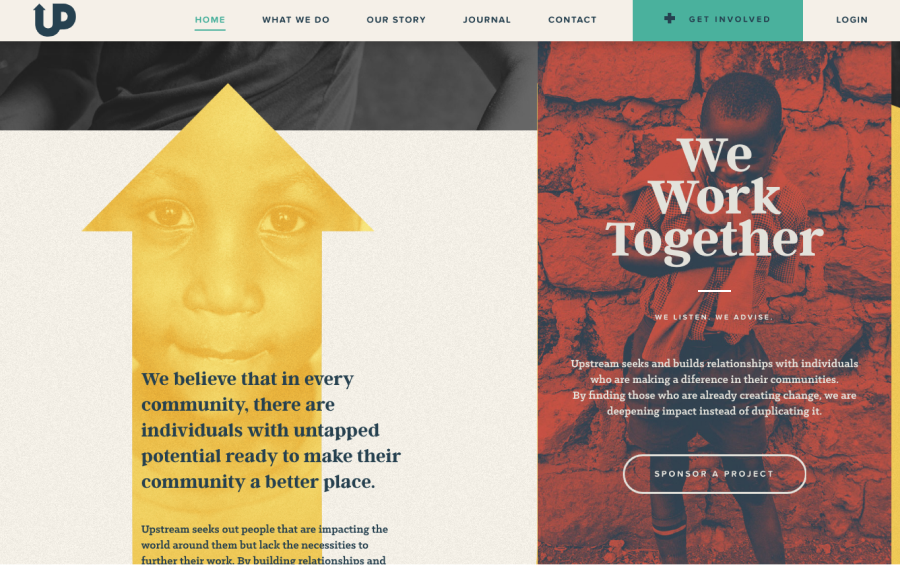 UP
HOME
WHAT WE DO
OUR STORY
JOURNAL
CONTACT
GET INVOLVED
LOGIN
We believe that in every
community, there are
individuals with untapped
potential ready to make their
community a better place.
Upstream seeks out people that are impacting the
world around them but lack the necessities to
further their work. By building relationships and
We
Work
Together
WE LISTEN. WE ADVISE.
Upstream seeks and builds relationships with individuals
who are making a diference in their communities.
By finding those who are already creating change, we are
deepening impact instead of duplicating it.
SPONSOR A PROJECT